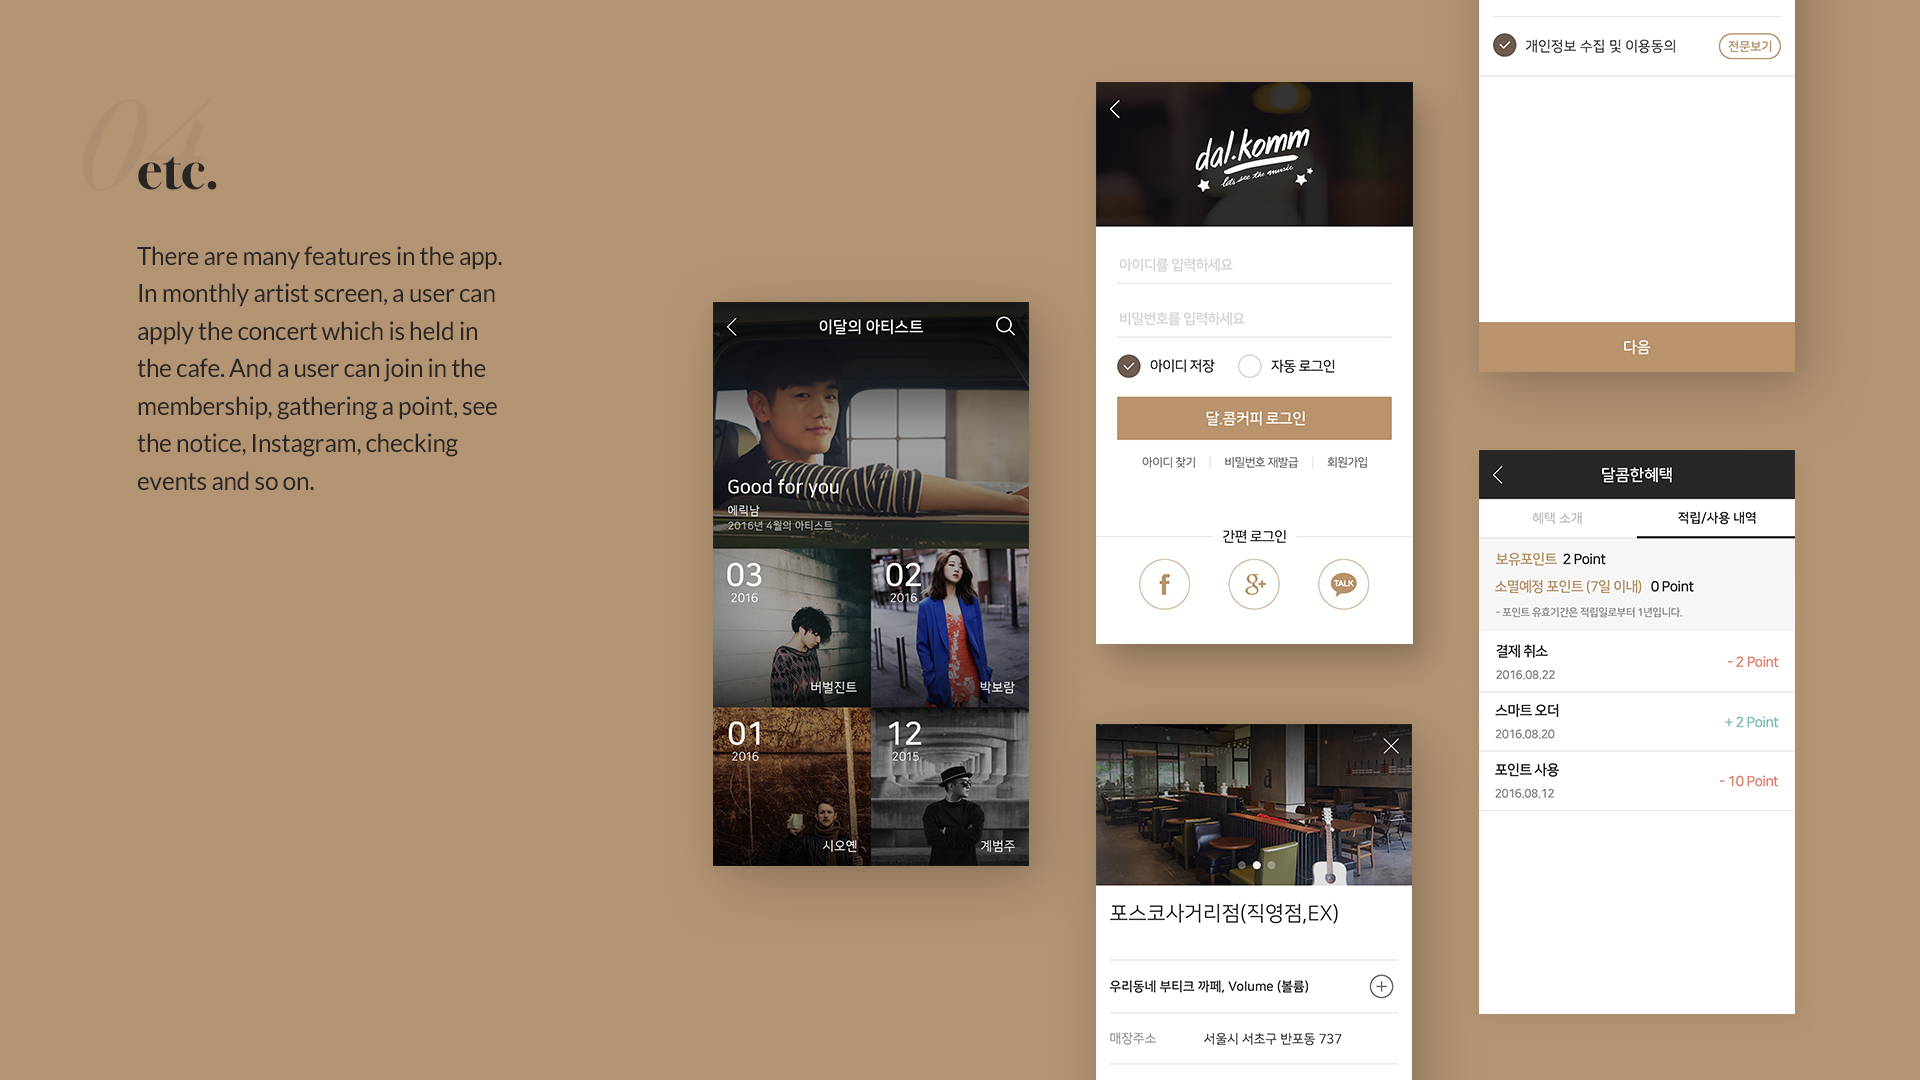 04
etc.
There are many features in the app.
In monthly artist screen, a user can
apply the concert which is held in
the cafe. And a user can join in the
membership, gathering a point, see
the notice, Instagram, checking
events and so on.
이달의 아티스트
Good for you
에릭남
2016년 4월의 아티스트
03
2016
버벌진트
02
2016
박보람
01
2016
시오엔
12
2015
계범주
dal.komm
let's see the music
아이디를 입력하세요
비밀번호를 입력하세요
아이디 저장 자동 로그인
달.콤커피 로그인
아이디 찾기 비밀번호 재발급 회원가입
간편 로그인
f g+ TALK
d
포스코사거리점(직영점,EX)
우리동네 부티크 까페, Volume (볼륨)
매장주소 서울시 서초구 반포동 737
개인정보 수집 및 이용동의 전문보기
다음
달콤한혜택
혜택 소개 적립/사용 내역
보유포인트 2 Point
소멸예정 포인트 (7일 이내) 0 Point
- 포인트 유효기간은 적립일로부터 1년입니다.
결제 취소
2016.08.22
- 2 Point
스마트 오더
2016.08.20
+ 2 Point
포인트 사용
2016.08.12
- 10 Point